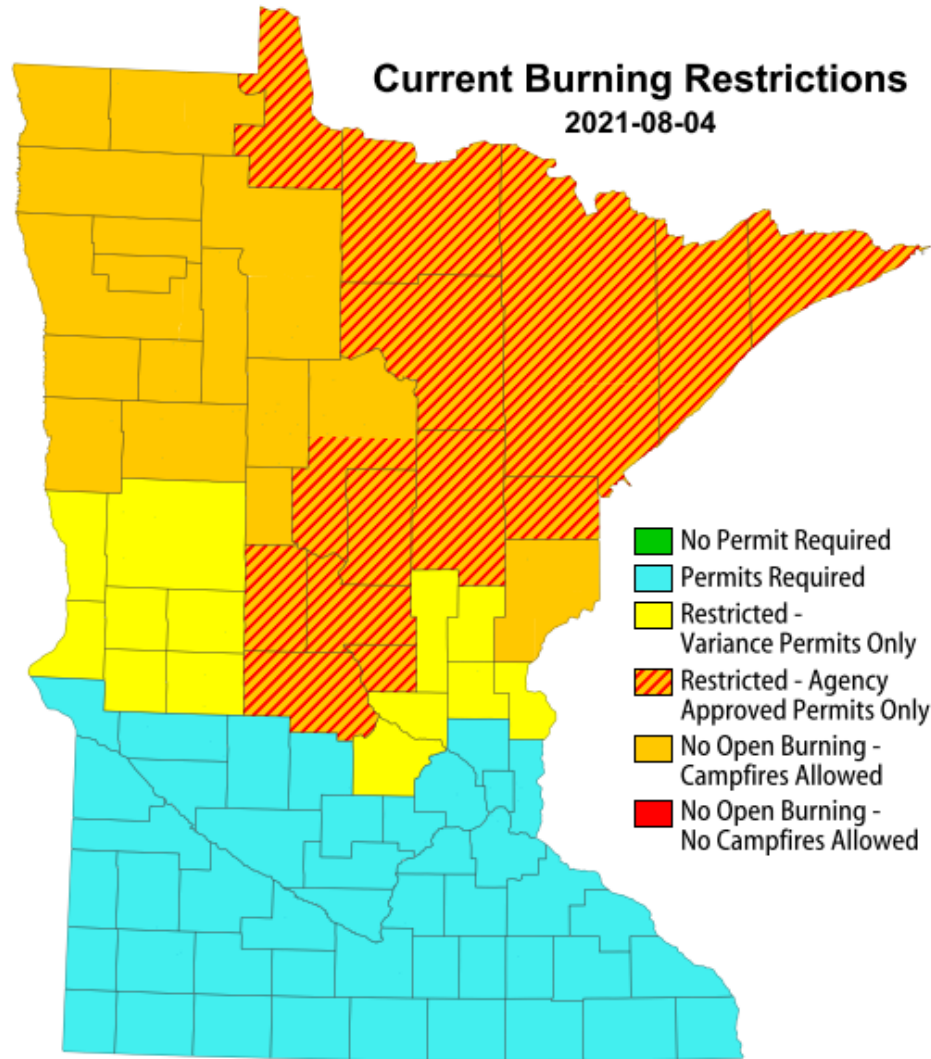 Current Burning Restrictions
2021-08-04
No Permit Required
Permits Required
Restricted -
Variance Permits Only
Restricted - Agency
Approved Permits Only
No Open Burning -
Campfires Allowed
No Open Burning -
No Campfires Allowed